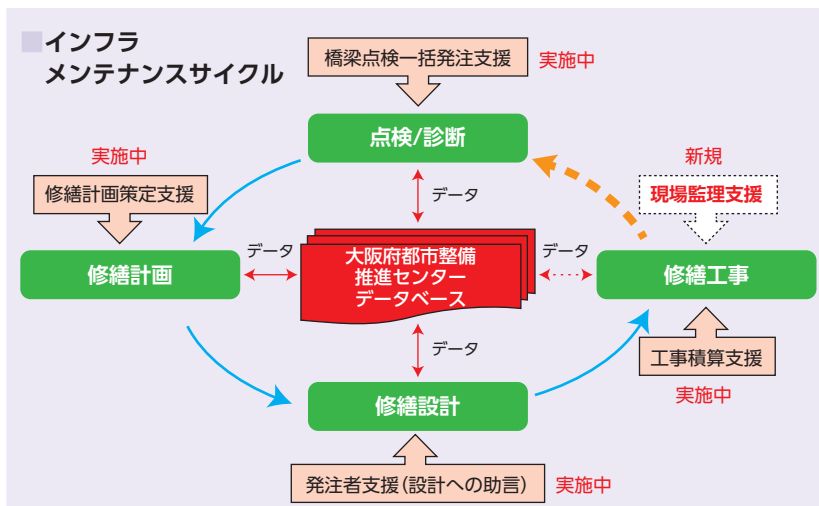 インフラ
メンテナンスサイクル
橋梁点検一括発注支援
実施中
点検/診断
実施中
修繕計画策定支援
新規
現場監理支援
データ
データ
大阪府都市整備
推進センター
データベース
データ
修繕計画
修繕工事
データ
工事積算支援
実施中
修繕設計
発注者支援(設計への助言)
実施中